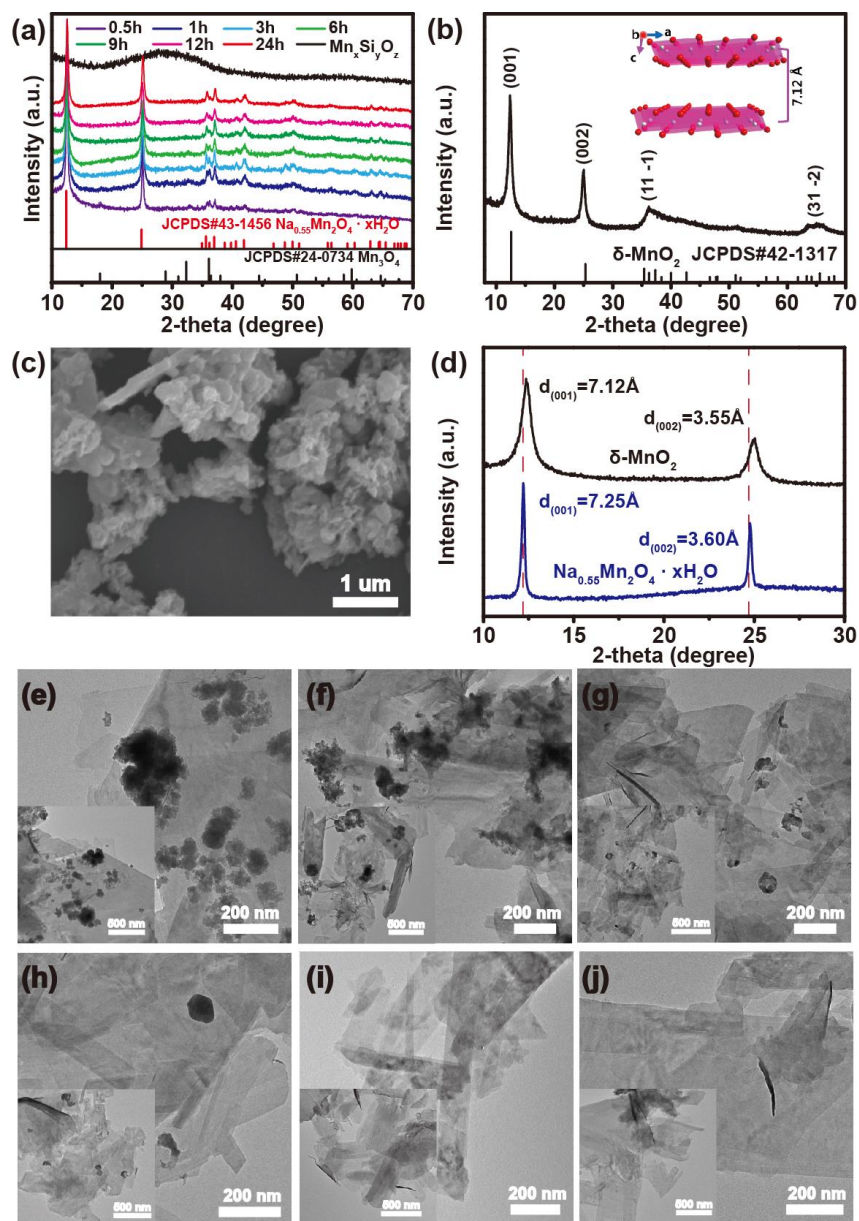 (a)
0.5h 1h 3h 6h
9h 12h 24h MnₓSiᵧO_z
Intensity (a.u.)
JCPDS#43-1456 Na₀.₅₅Mn₂O₄ · xH₂O
JCPDS#24-0734 Mn₃O₄
10 20 30 40 50 60 70
2-theta (degree)
(b)
b a
c
7.12 Å
(001)
(002)
(11 -1)
(31 -2)
Intensity (a.u.)
δ-MnO₂ JCPDS#42-1317
10 20 30 40 50 60 70
2-theta (degree)
(c)
1 um
(d)
d₍₀₀₁₎=7.12Å
d₍₀₀₂₎=3.55Å
δ-MnO₂
d₍₀₀₁₎=7.25Å
d₍₀₀₂₎=3.60Å
Na₀.₅₅Mn₂O₄ · xH₂O
Intensity (a.u.)
10 15 20 25 30
2-theta (degree)
(e)
500 nm
200 nm
(f)
500 nm
200 nm
(g)
500 nm
200 nm
(h)
500 nm
200 nm
(i)
500 nm
200 nm
(j)
500 nm
200 nm